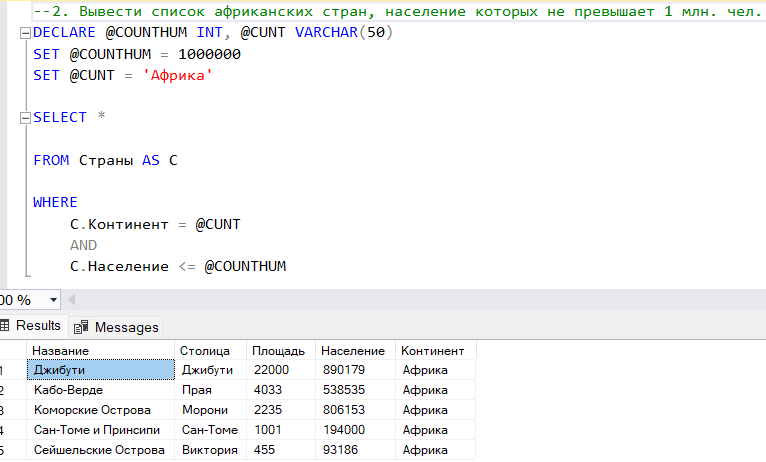 --2. Вывести список африканских стран, население которых не превышает 1 млн. чел.
DECLARE @COUNTHUM INT, @CUNT VARCHAR(50)
SET @COUNTHUM = 1000000
SET @CUNT = 'Африка'
SELECT *
FROM Страны AS C
WHERE
C.Континент = @CUNT
AND
C.Население <= @COUNTHUM
00 %
Results Messages
Название Столица Площадь Население Континент
1 Джибути Джибути 22000 890179 Африка
2 Кабо-Верде Прая 4033 538535 Африка
3 Коморские Острова Морони 2235 806153 Африка
4 Сан-Томе и Принсипи Сан-Томе 1001 194000 Африка
5 Сейшельские Острова Виктория 455 93186 Африка